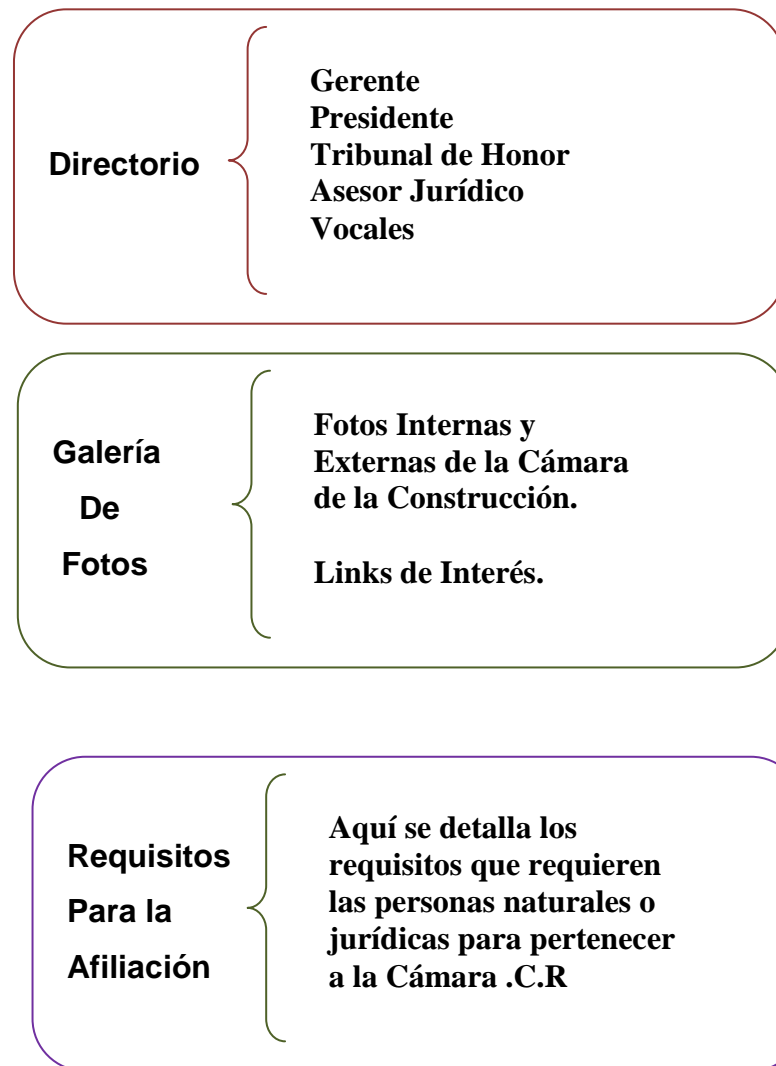 Directorio
Gerente
Presidente
Tribunal de Honor
Asesor Jurídico
Vocales
Galería
De
Fotos
Fotos Internas y
Externas de la Cámara
de la Construcción.
Links de Interés.
Requisitos
Para la
Afiliación
Aquí se detalla los
requisitos que requieren
las personas naturales o
jurídicas para pertenecer
a la Cámara .C.R